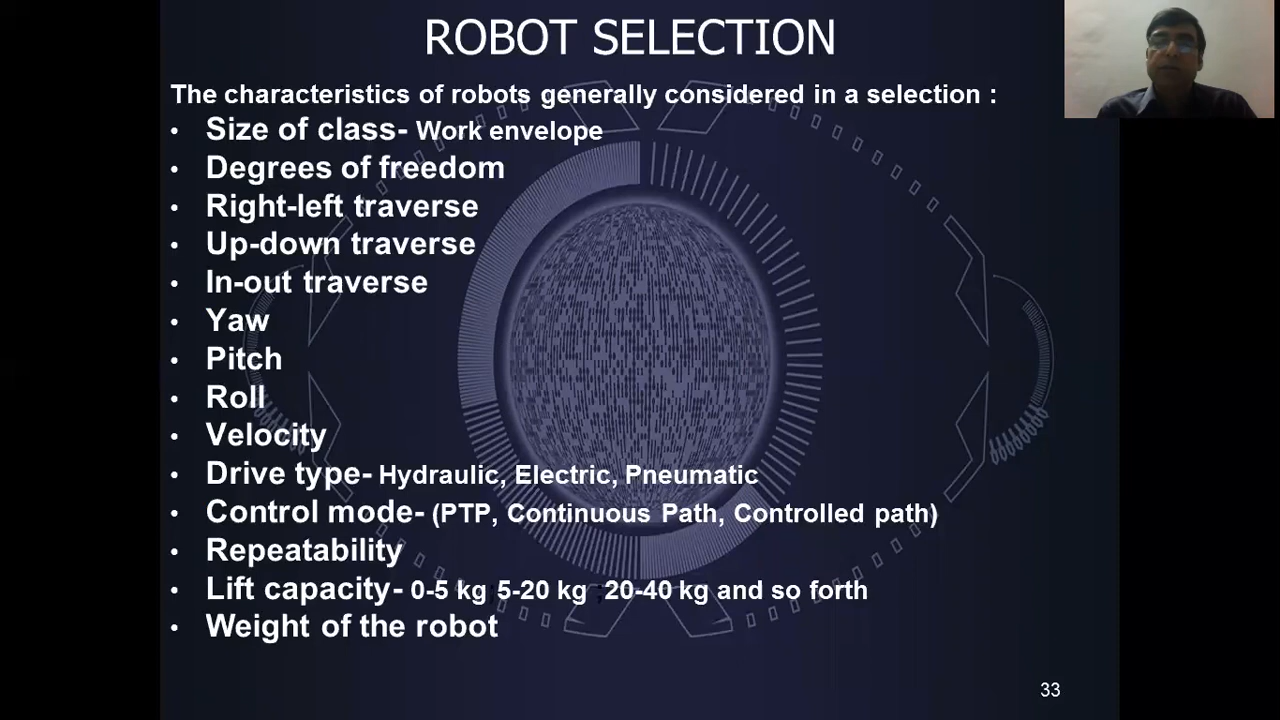 ROBOT SELECTION
The characteristics of robots generally considered in a selection :
• Size of class- Work envelope
• Degrees of freedom
• Right-left traverse
• Up-down traverse
• In-out traverse
• Yaw
• Pitch
• Roll
• Velocity
• Drive type- Hydraulic, Electric, Pneumatic
• Control mode- (PTP, Continuous Path, Controlled path)
• Repeatability
• Lift capacity- 0-5 kg; 5-20 kg ; 20-40 kg and so forth
• Weight of the robot
33